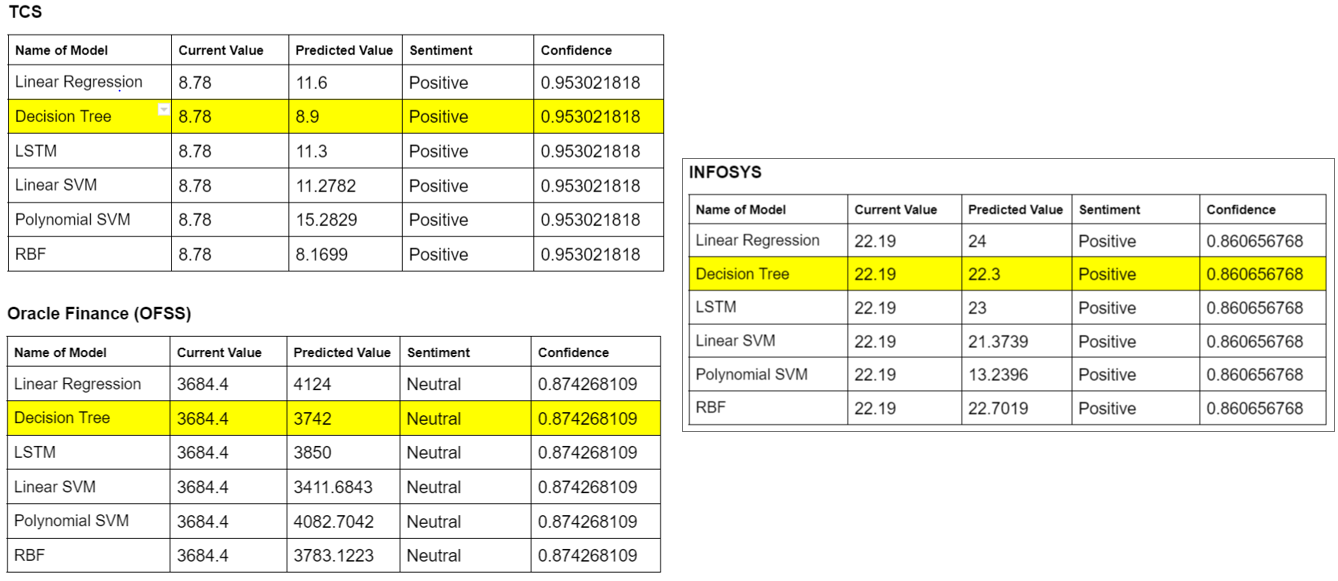 TCS
Name of Model Current Value Predicted Value Sentiment Confidence
Linear Regression 8.78 11.6 Positive 0.953021818
Decision Tree 8.78 8.9 Positive 0.953021818
LSTM 8.78 11.3 Positive 0.953021818
Linear SVM 8.78 11.2782 Positive 0.953021818
Polynomial SVM 8.78 15.2829 Positive 0.953021818
RBF 8.78 8.1699 Positive 0.953021818
Oracle Finance (OFSS)
Name of Model Current Value Predicted Value Sentiment Confidence
Linear Regression 3684.4 4124 Neutral 0.874268109
Decision Tree 3684.4 3742 Neutral 0.874268109
LSTM 3684.4 3850 Neutral 0.874268109
Linear SVM 3684.4 3411.6843 Neutral 0.874268109
Polynomial SVM 3684.4 4082.7042 Neutral 0.874268109
RBF 3684.4 3783.1223 Neutral 0.874268109
INFOSYS
Name of Model Current Value Predicted Value Sentiment Confidence
Linear Regression 22.19 24 Positive 0.860656768
Decision Tree 22.19 22.3 Positive 0.860656768
LSTM 22.19 23 Positive 0.860656768
Linear SVM 22.19 21.3739 Positive 0.860656768
Polynomial SVM 22.19 13.2396 Positive 0.860656768
RBF 22.19 22.7019 Positive 0.860656768